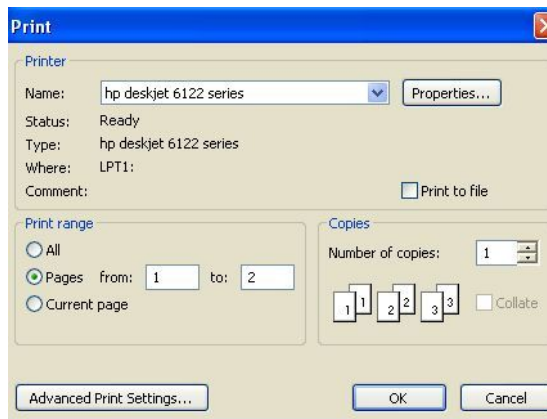 Print
Printer
Name: hp deskjet 6122 series Properties...
Status: Ready
Type: hp deskjet 6122 series
Where: LPT1:
Comment: Print to file
Print range
All
Pages from: 1 to: 2
Current page
Copies
Number of copies: 1
1 1 2 2 3 3 Collate
Advanced Print Settings... OK Cancel